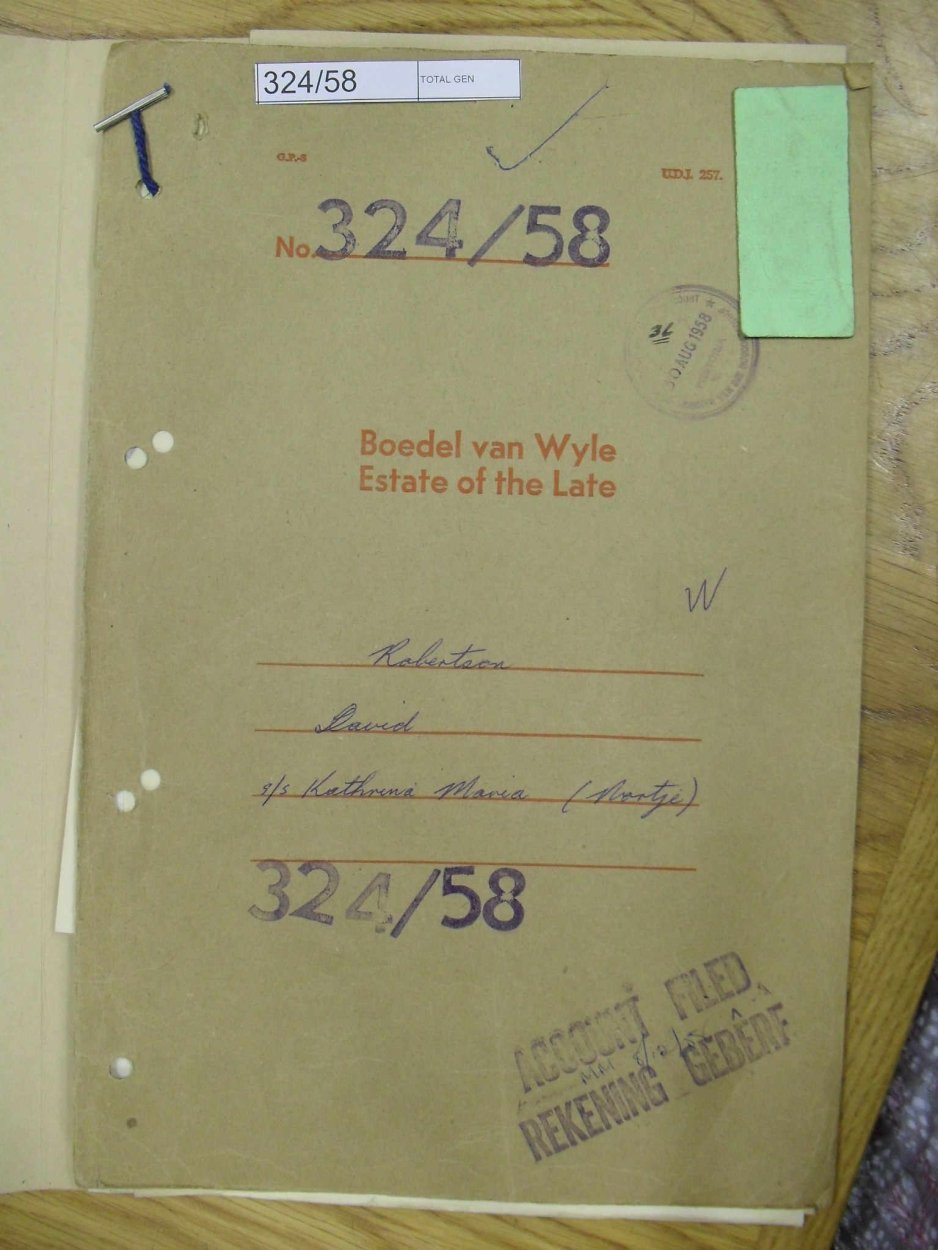 324/58 TOTAL GEN
G.P.-S
U.D.J. 257.
No. 324/58
36
30 AUG 1958
Boedel van Wyle
Estate of the Late
W
Robertson
David
s/s Kathrina Maria (Nortje)
324/58
ACCOUNT FILED
REKENING GEBÊRE